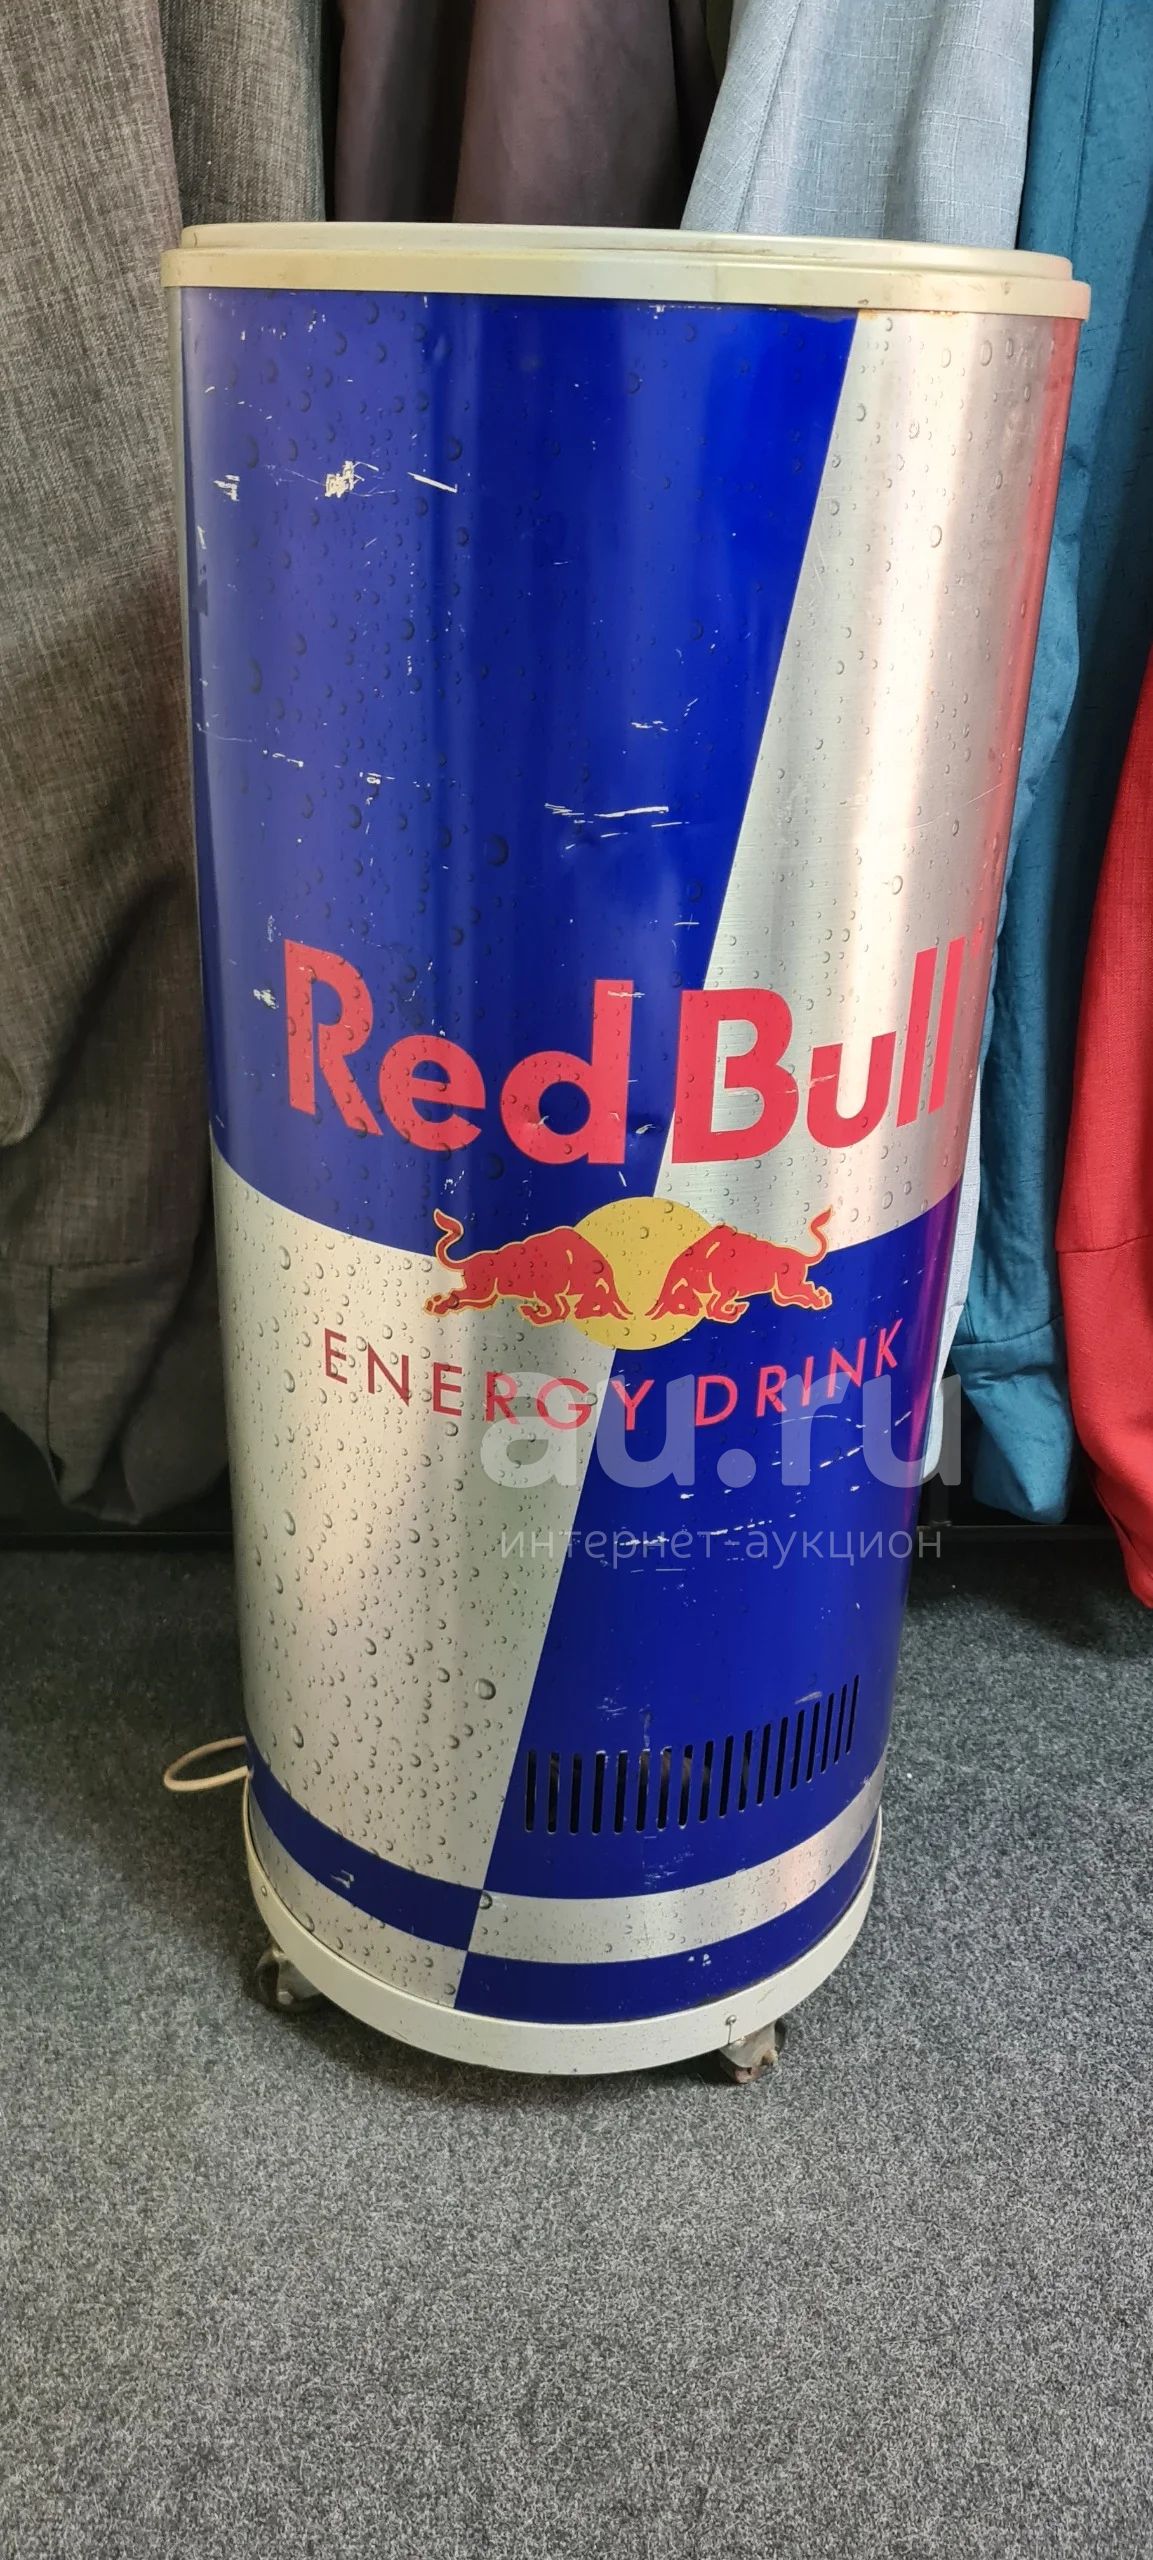 Red Bull
ENERGY DRINK
au.ru
интернет-аукцион